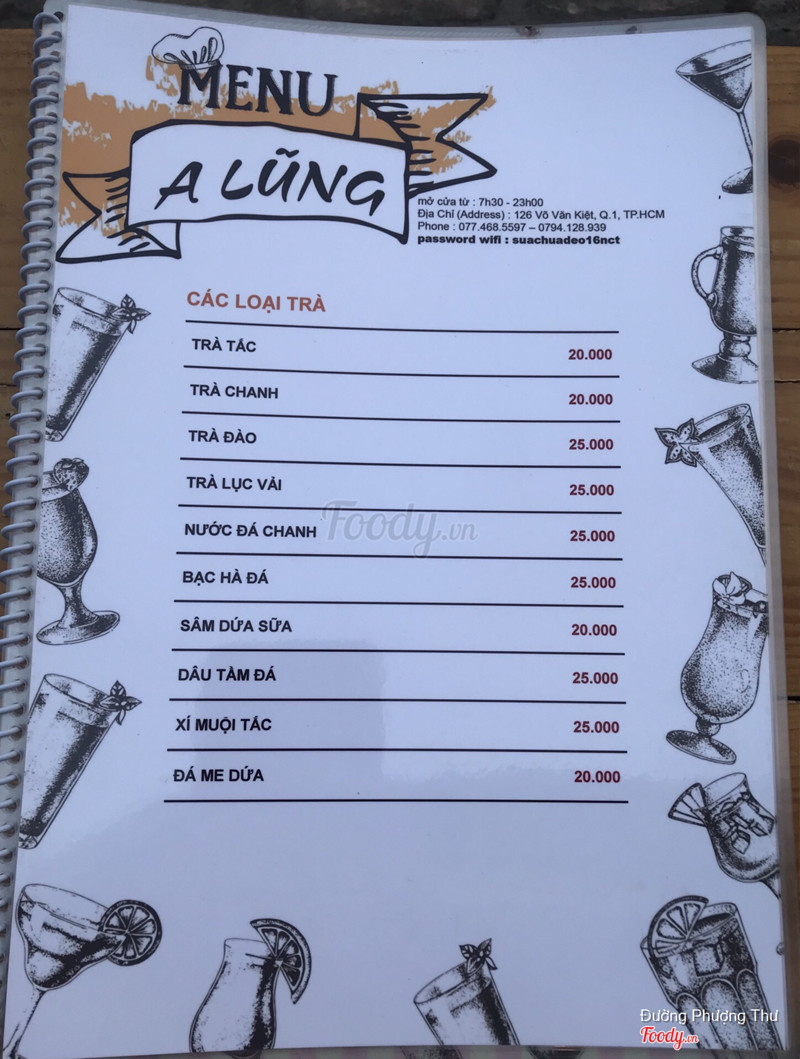 MENU
A LŨNG
mở cửa từ : 7h30 - 23h00
Địa Chỉ (Address) : 126 Võ Văn Kiệt, Q.1, TP.HCM
Phone : 077.468.5597 – 0794.128.939
password wifi : suachuadeo16nct
CÁC LOẠI TRÀ
TRÀ TẮC 20.000
TRÀ CHANH 20.000
TRÀ ĐÀO 25.000
TRÀ LỤC VẢI 25.000
NƯỚC ĐÁ CHANH 25.000
Foody.vn
BẠC HÀ ĐÁ 25.000
SÂM DỨA SỮA 20.000
DÂU TẰM ĐÁ 25.000
XÍ MUỘI TẮC 25.000
ĐÁ ME DỨA 20.000
Đường Phượng Thư
Foody.vn